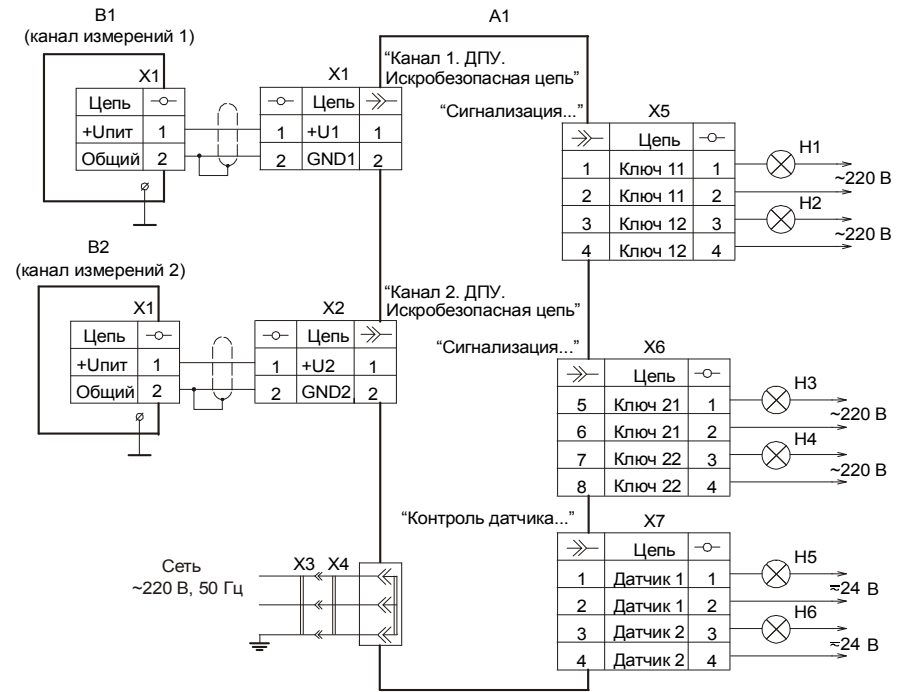 B1
(канал измерений 1)
X1
Цепь
+Uпит 1
Общий 2
X1
Цепь
1 +U1 1
2 GND1 2
A1
“Канал 1. ДПУ.
Искробезопасная цепь”
“Сигнализация...”
X5
Цепь
1 Ключ 11 1
2 Ключ 11 2
3 Ключ 12 3
4 Ключ 12 4
H1
~220 В
H2
~220 В
B2
(канал измерений 2)
X1
Цепь
+Uпит 1
Общий 2
X2
Цепь
1 +U2 1
2 GND2 2
“Канал 2. ДПУ.
Искробезопасная цепь”
“Сигнализация...”
X6
Цепь
5 Ключ 21 1
6 Ключ 21 2
7 Ключ 22 3
8 Ключ 22 4
H3
~220 В
H4
~220 В
“Контроль датчика...”
X7
Цепь
1 Датчик 1 1
2 Датчик 1 2
3 Датчик 2 3
4 Датчик 2 4
H5
≂24 В
H6
≂24 В
Сеть
~220 В, 50 Гц
X3 X4